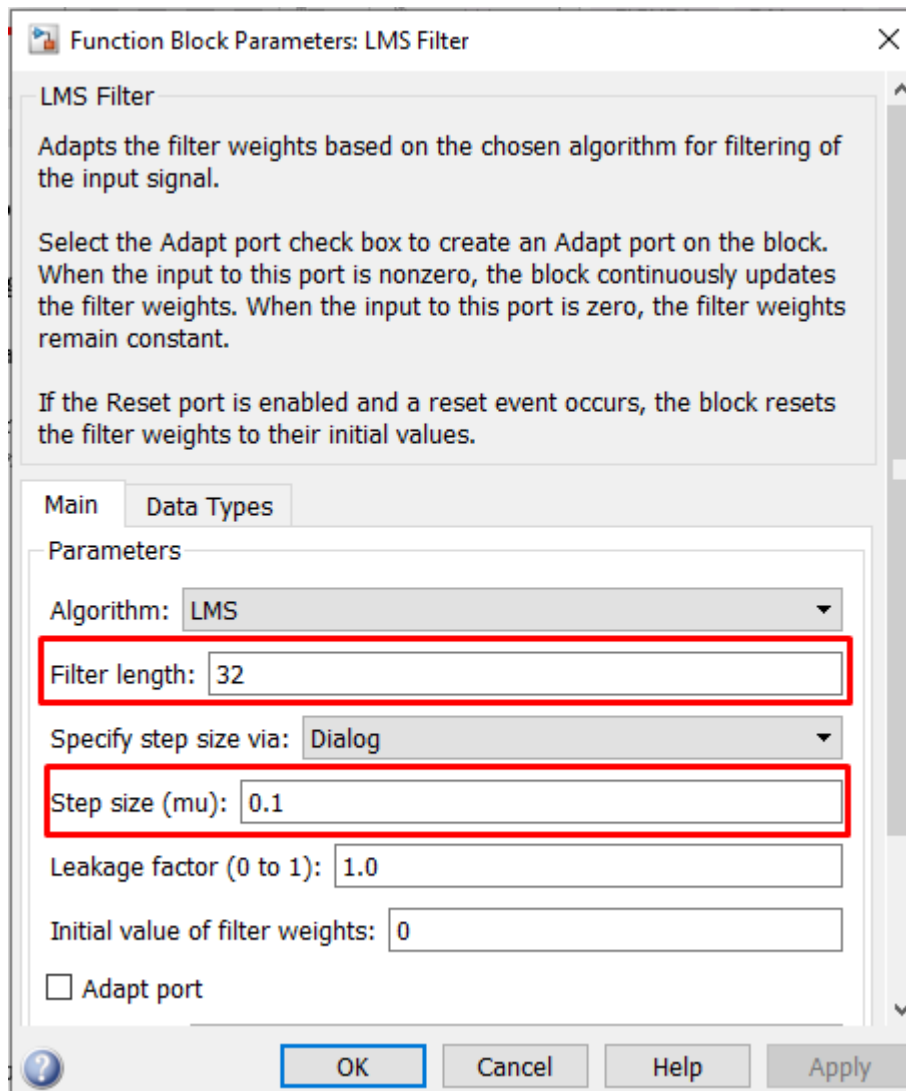 Function Block Parameters: LMS Filter
LMS Filter
Adapts the filter weights based on the chosen algorithm for filtering of
the input signal.
Select the Adapt port check box to create an Adapt port on the block.
When the input to this port is nonzero, the block continuously updates
the filter weights. When the input to this port is zero, the filter weights
remain constant.
If the Reset port is enabled and a reset event occurs, the block resets
the filter weights to their initial values.
Main Data Types
Parameters
Algorithm: LMS
Filter length: 32
Specify step size via: Dialog
Step size (mu): 0.1
Leakage factor (0 to 1): 1.0
Initial value of filter weights: 0
Adapt port
OK Cancel Help Apply